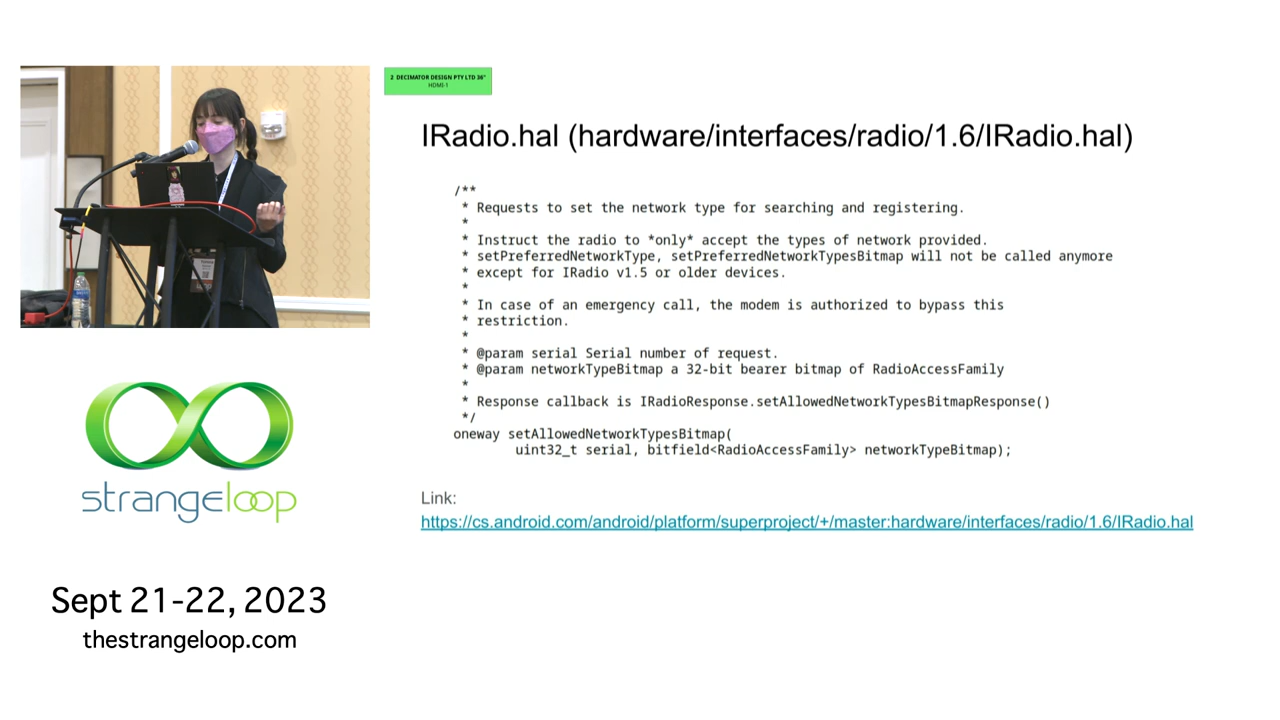 2 DECIMATOR DESIGN PTY LTD 36"
HDMI-1
IRadio.hal (hardware/interfaces/radio/1.6/IRadio.hal)
/**
* Requests to set the network type for searching and registering.
*
* Instruct the radio to *only* accept the types of network provided.
* setPreferredNetworkType, setPreferredNetworkTypesBitmap will not be called anymore
* except for IRadio v1.5 or older devices.
*
* In case of an emergency call, the modem is authorized to bypass this
* restriction.
*
* @param serial Serial number of request.
* @param networkTypeBitmap a 32-bit bearer bitmap of RadioAccessFamily
*
* Response callback is IRadioResponse.setAllowedNetworkTypesBitmapResponse()
*/
oneway setAllowedNetworkTypesBitmap(
uint32_t serial, bitfield<RadioAccessFamily> networkTypeBitmap);
Link:
https://cs.android.com/android/platform/superproject/+/master:hardware/interfaces/radio/1.6/IRadio.hal
strangeloop
Sept 21-22, 2023
thestrangeloop.com